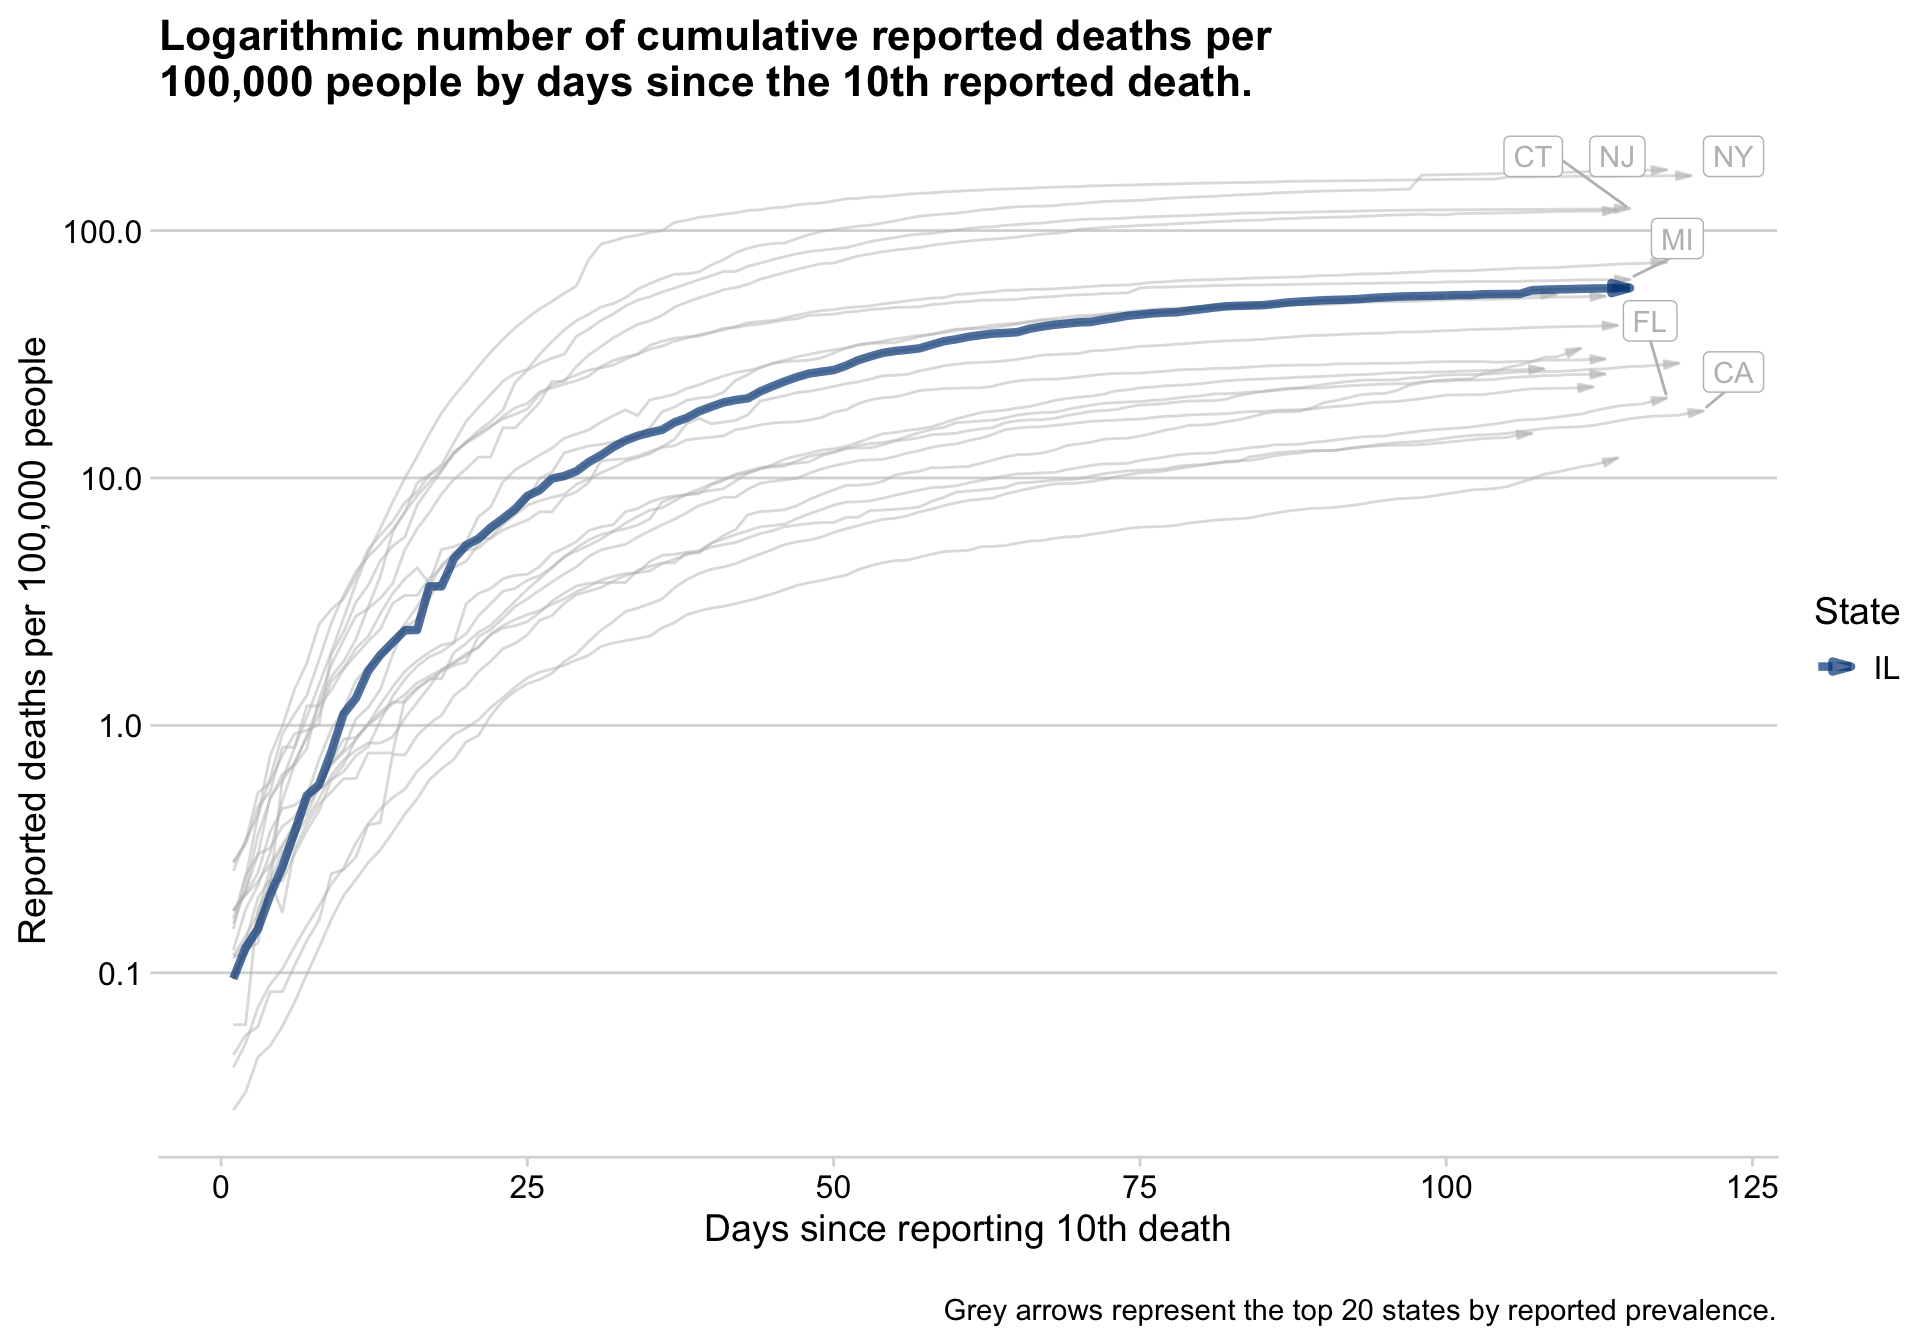 Logarithmic number of cumulative reported deaths per
100,000 people by days since the 10th reported death.
CT NJ NY
MI
FL
CA
100.0
10.0
1.0
0.1
Reported deaths per 100,000 people
State
IL
0 25 50 75 100 125
Days since reporting 10th death
Grey arrows represent the top 20 states by reported prevalence.